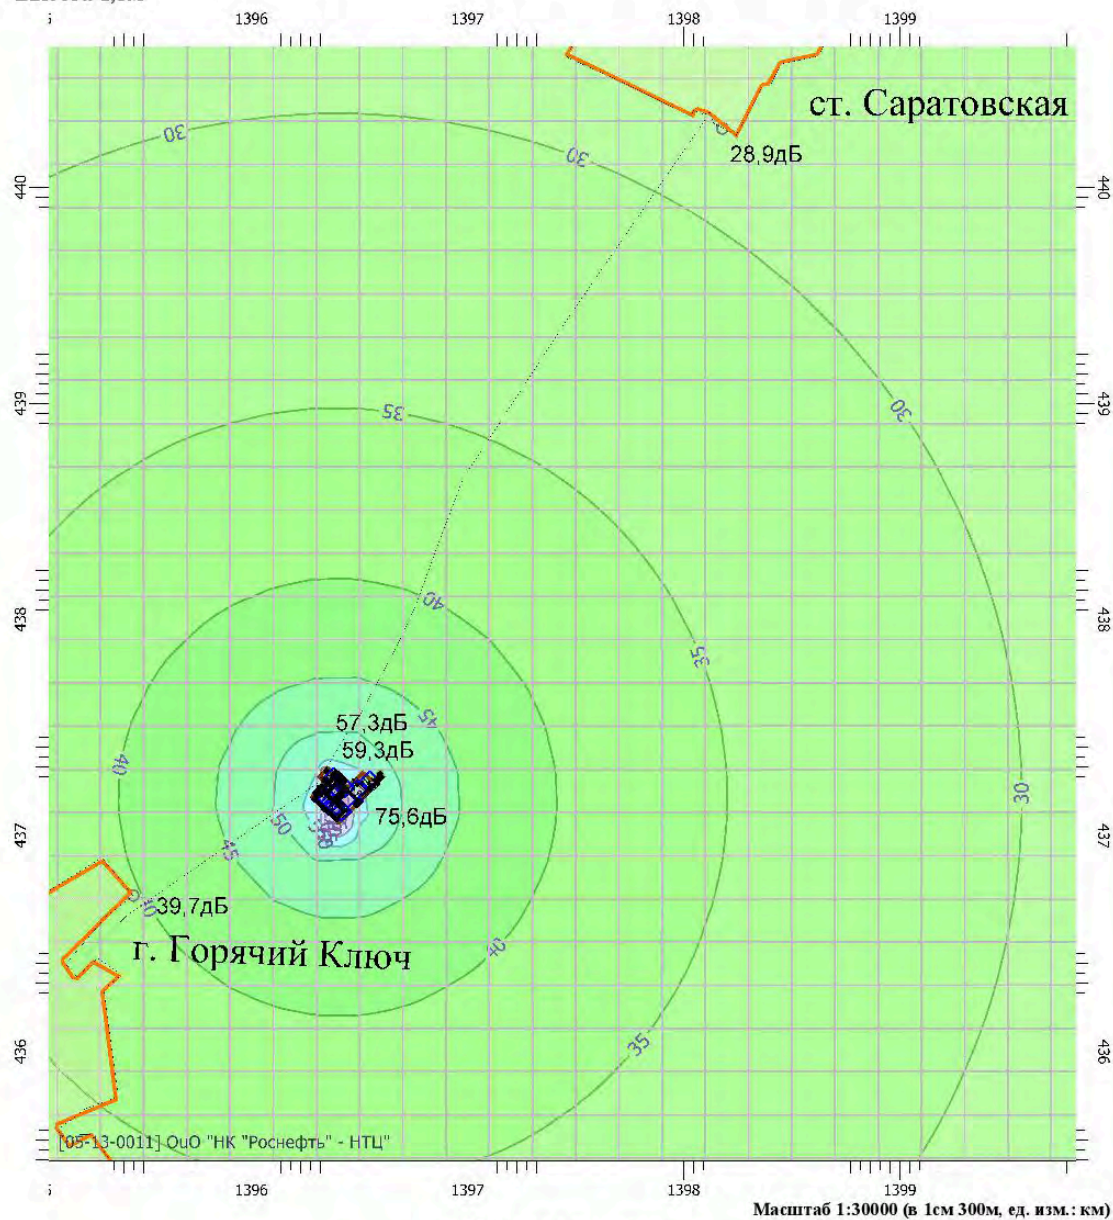 1396 1397 1398 1399
ст. Саратовская
30
30
28,9дБ
440 440
439 439
35
30
438 438
40
35
45
57,3дБ
59,3дБ
40
30
75,6дБ
50
437 437
45
39,7дБ
г. Горячий Ключ
40
35
436 436
[05-13-0011] ОиО "НК "Роснефть" - НТЦ"
1396 1397 1398 1399
Масштаб 1:30000 (в 1см 300м, ед. изм.: км)